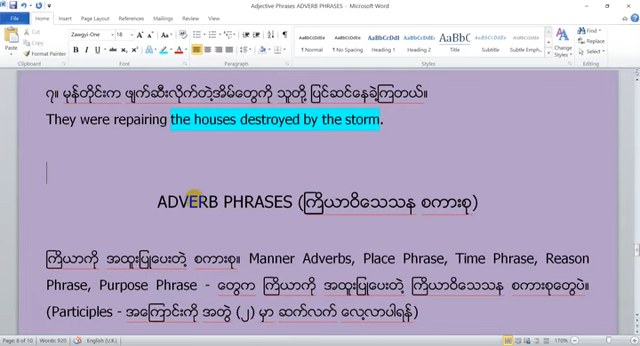 Adjective Phrases ADVERB PHRASES - Microsoft Word
File
Home
Insert
Page Layout
References
Mailings
Review
View
Paste
Cut
Copy
Format Painter
Clipboard
Zawgyi-One
18
Font
Paragraph
AaBbCcDd
¶ Normal
AaBbCcDd
¶ No Spacing
Heading 1
Heading 2
AaBbC
Title
Subtitle
Subtle Emp...
Styles
Change Styles
Find
Replace
Select
Editing
၇။ မုန်တိုင်းက ဖျက်ဆီးလိုက်တဲ့အိမ်တွေကို သူတို့ ပြင်ဆင်နေခဲ့ကြတယ်။
They were repairing the houses destroyed by the storm.
ADVERB PHRASES (ကြိယာဝိသေသန စကားစု)
ကြိယာကို အထူးပြုပေးတဲ့ စကားစု။ Manner Adverbs, Place Phrase, Time Phrase, Reason
Phrase, Purpose Phrase - တွေက ကြိယာကို အထူးပြုပေးတဲ့ ကြိယာဝိသေသန စကားစုတွေပဲ။
(Participles - အကြောင်းကို အတွဲ (၂) မှာ ဆက်လက် လေ့လာပါရန်)
Page: 8 of 10
Words: 920
English (U.K.)
170%